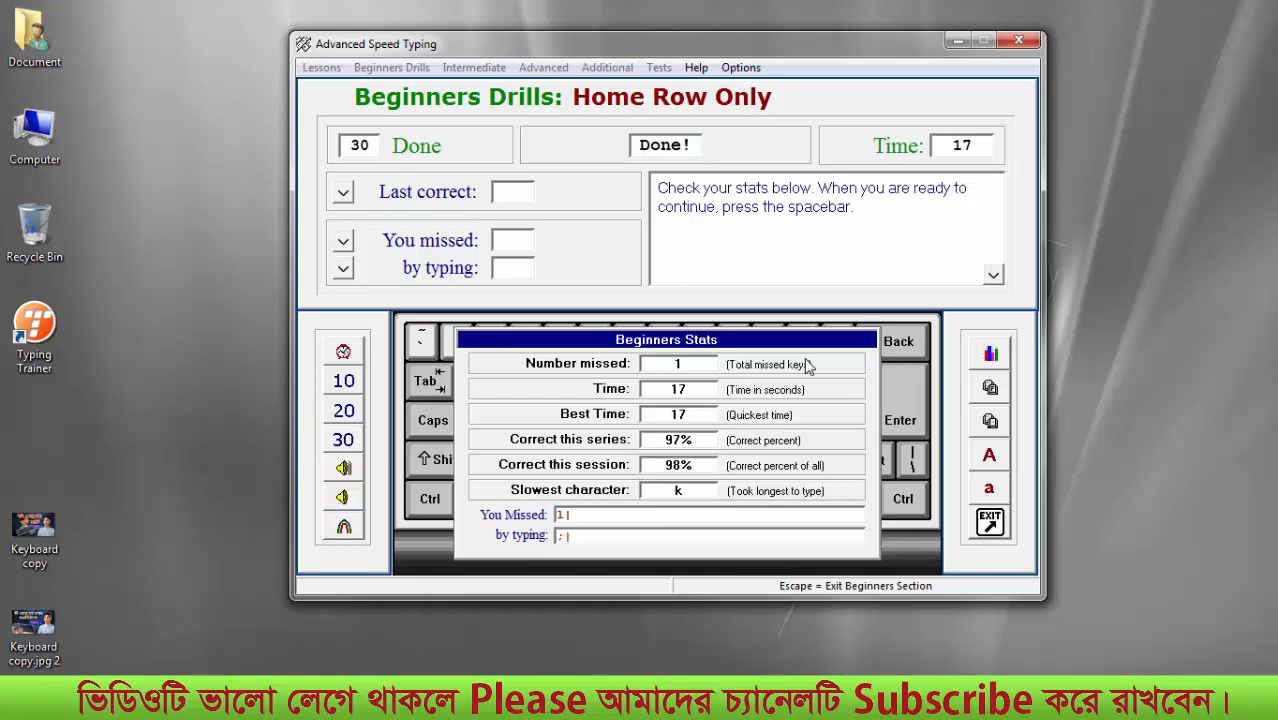 Document
Computer
Recycle Bin
Typing
Trainer
Keyboard
copy
Keyboard
copy.jpg 2
Advanced Speed Typing
Lessons Beginners Drills Intermediate Advanced Additional Tests Help Options
Beginners Drills: Home Row Only
30 Done
Done!
Time: 17
Last correct:
You missed:
by typing:
Check your stats below. When you are ready to
continue, press the spacebar.
10
20
30
~
`
Tab
Caps
Shi
Ctrl
Back
Enter
|
\
Ctrl
Beginners Stats
Number missed: 1 (Total missed key
Time: 17 (Time in seconds)
Best Time: 17 (Quickest time)
Correct this series: 97% (Correct percent)
Correct this session: 98% (Correct percent of all)
Slowest character: k (Took longest to type)
You Missed: l|
by typing: ;|
A
a
EXIT
Escape = Exit Beginners Section
ভিডিওটি ভালো লেগে থাকলে Please আমাদের চ্যানেলটি Subscribe করে রাখবেন।